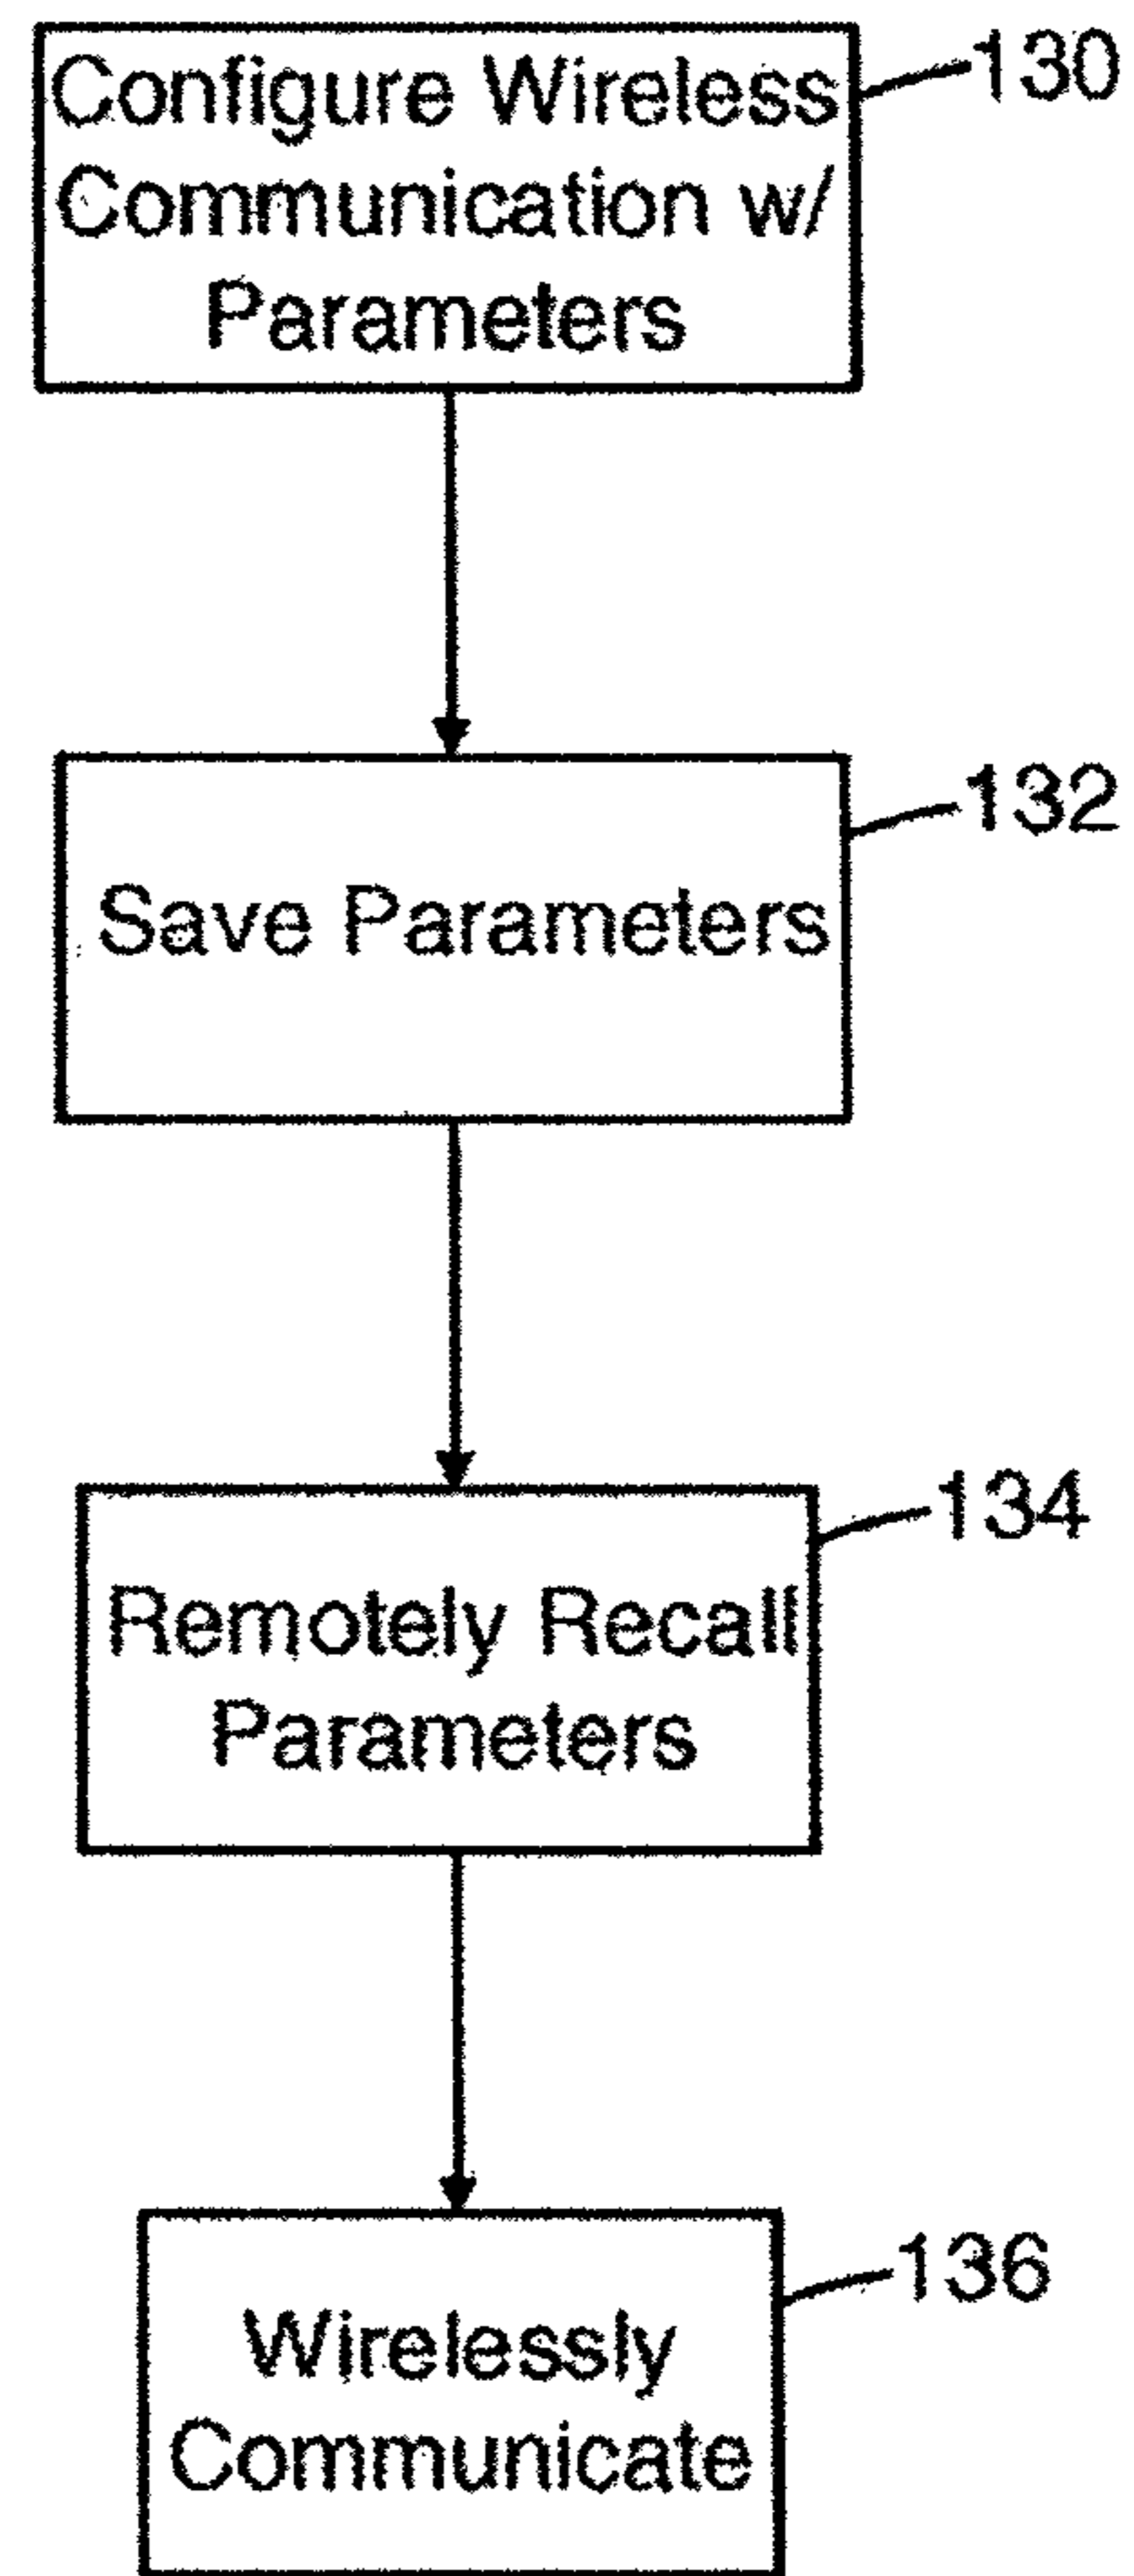 Configure Wireless
Communication w/
Parameters
130
Save Parameters
132
Remotely Recall
Parameters
134
Wirelessly
Communicate
136